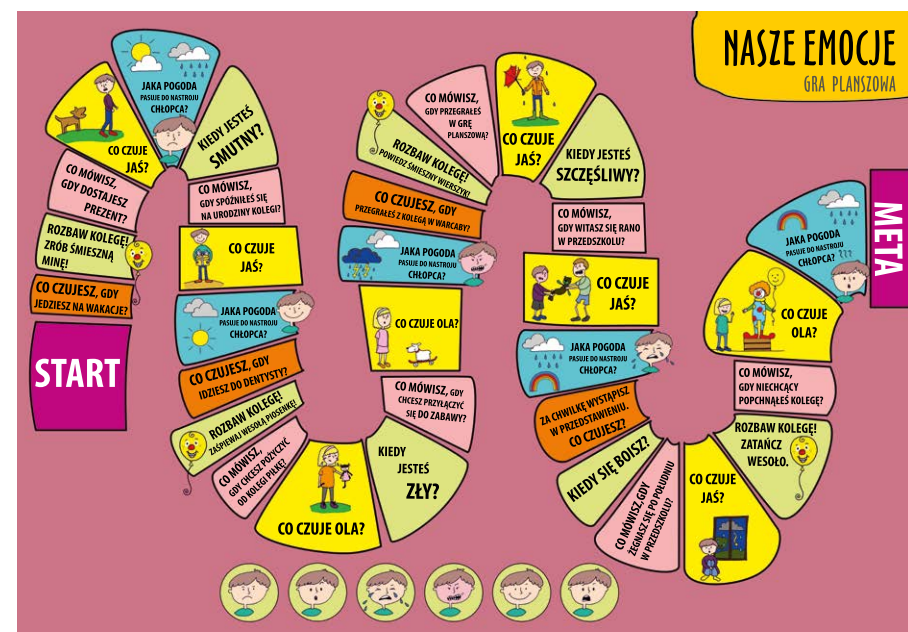 NASZE EMOCJE
GRA PLANSZOWA
START
CO CZUJESZ, GDY
JEDZIESZ NA WAKACJE?
ROZBAW KOLEGĘ!
ZRÓB ŚMIESZNĄ
MINĘ!
CO MÓWISZ,
GDY DOSTAJESZ
PREZENT?
CO CZUJE
JAŚ?
JAKA POGODA
PASUJE DO NASTROJU
CHŁOPCA?
KIEDY JESTEŚ
SMUTNY?
CO MÓWISZ,
GDY SPÓŹNIŁEŚ SIĘ
NA URODZINY KOLEGI?
CO CZUJE
JAŚ?
JAKA POGODA
PASUJE DO NASTROJU
CHŁOPCA?
CO CZUJESZ, GDY
IDZIESZ DO DENTYSTY?
ROZBAW KOLEGĘ!
ZAŚPIEWAJ WESOŁĄ PIOSENKĘ!
CO MÓWISZ,
GDY CHCESZ POŻYCZYĆ
OD KOLEGI PIŁKĘ?
CO CZUJE OLA?
KIEDY
JESTEŚ
ZŁY?
CO MÓWISZ, GDY
CHCESZ PRZYŁĄCZYĆ
SIĘ DO ZABAWY?
CO CZUJE OLA?
JAKA POGODA
PASUJE DO NASTROJU
CHŁOPCA?
CO CZUJESZ, GDY
PRZEGRAŁEŚ Z KOLEGĄ W WARCABY?
ROZBAW KOLEGĘ!
POWIEDZ ŚMIESZNY WIERSZYK!
CO MÓWISZ,
GDY PRZEGRAŁEŚ
W GRĘ
PLANSZOWĄ?
CO CZUJE
JAŚ?
KIEDY JESTEŚ
SZCZĘŚLIWY?
CO MÓWISZ,
GDY WITASZ SIĘ RANO
W PRZEDSZKOLU?
CO CZUJE
JAŚ?
JAKA POGODA
PASUJE DO NASTROJU
CHŁOPCA?
ZA CHWILKĘ WYSTĄPISZ
W PRZEDSTAWIENIU.
CO CZUJESZ?
KIEDY SIĘ BOISZ?
CO MÓWISZ, GDY
ŻEGNASZ SIĘ PO POŁUDNIU
W PRZEDSZKOLU?
CO CZUJE
JAŚ?
ROZBAW KOLEGĘ!
ZATAŃCZ
WESOŁO.
CO MÓWISZ,
GDY NIECHCĄCY
POPCHNĄŁEŚ KOLEGĘ?
CO CZUJE
OLA?
JAKA POGODA
PASUJE DO NASTROJU
CHŁOPCA? ???
META